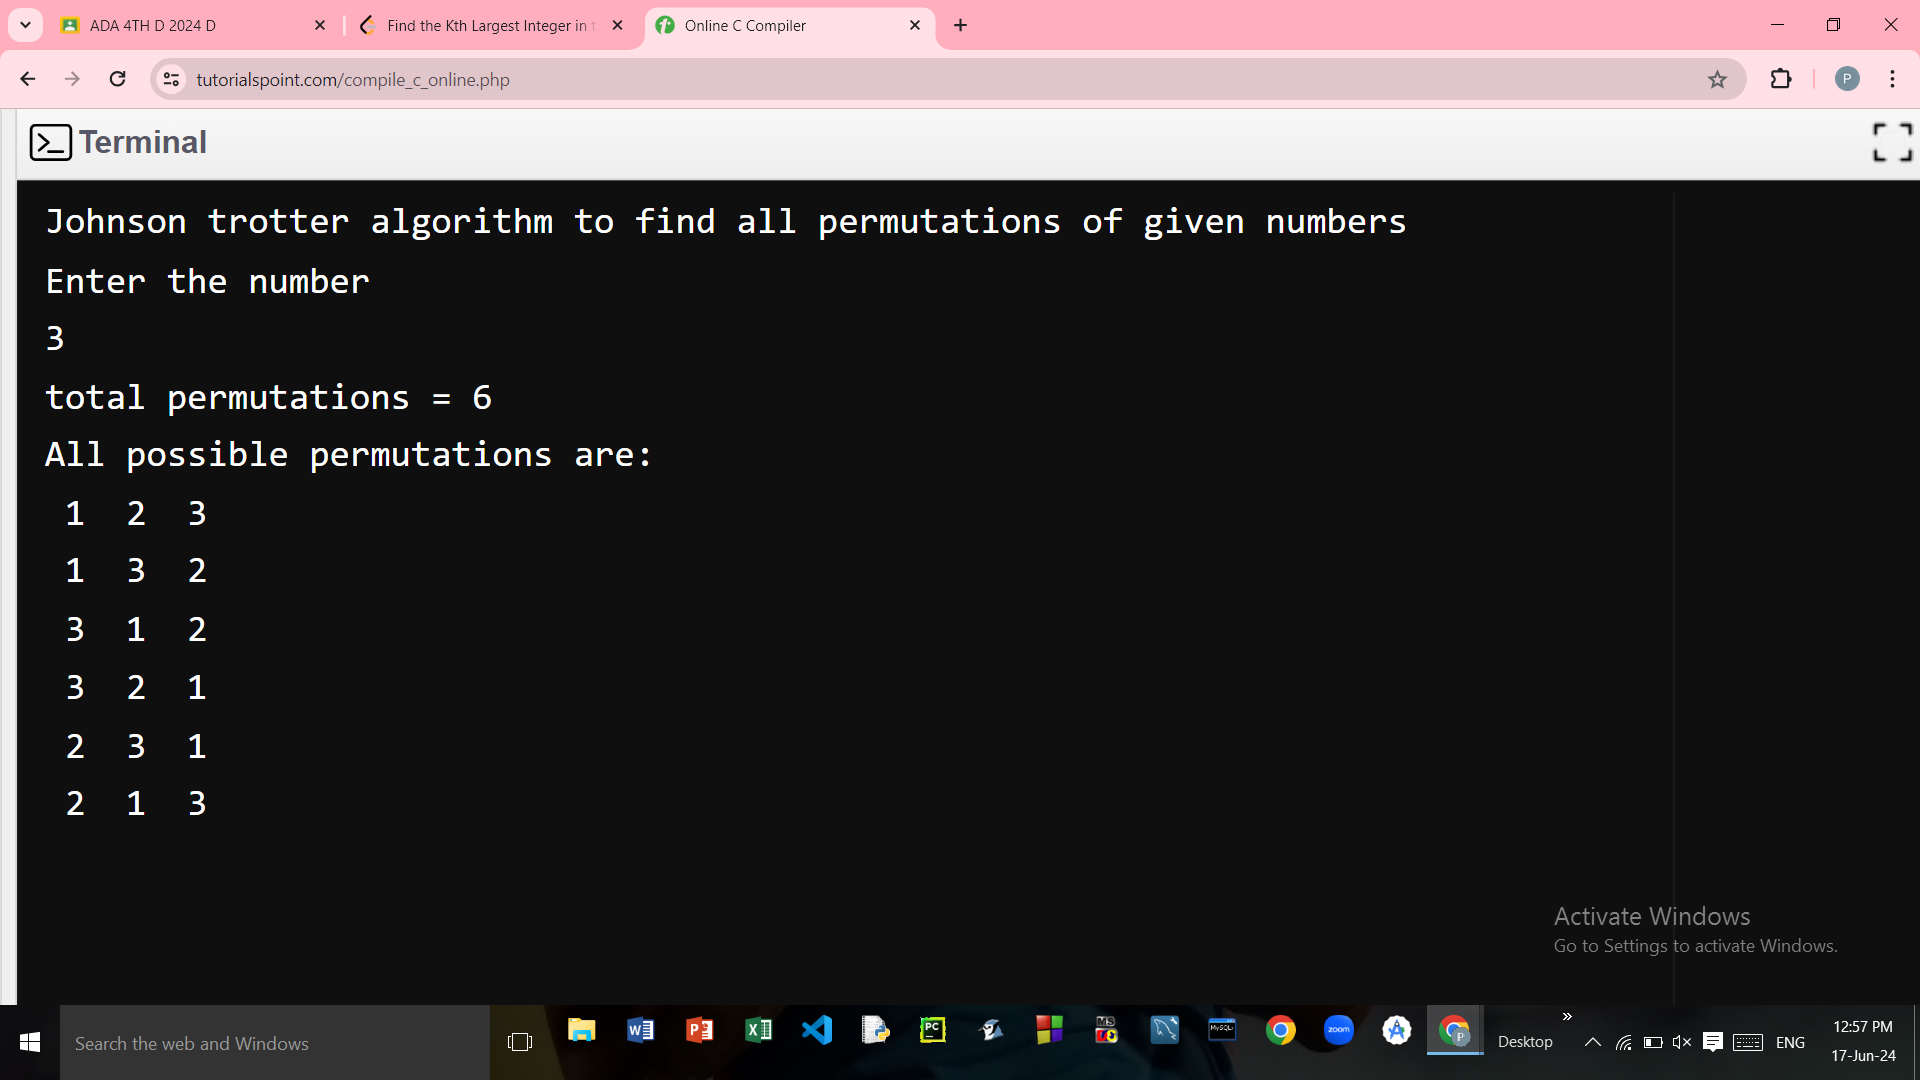 ADA 4TH D 2024 D
Find the Kth Largest Integer in
Online C Compiler
tutorialspoint.com/compile_c_online.php
P
Terminal
Johnson trotter algorithm to find all permutations of given numbers
Enter the number
3
total permutations = 6
All possible permutations are:
1 2 3
1 3 2
3 1 2
3 2 1
2 3 1
2 1 3
Activate Windows
Go to Settings to activate Windows.
Search the web and Windows
PC
MS
MySQL
zoom
P
Desktop
ENG
12:57 PM
17-Jun-24